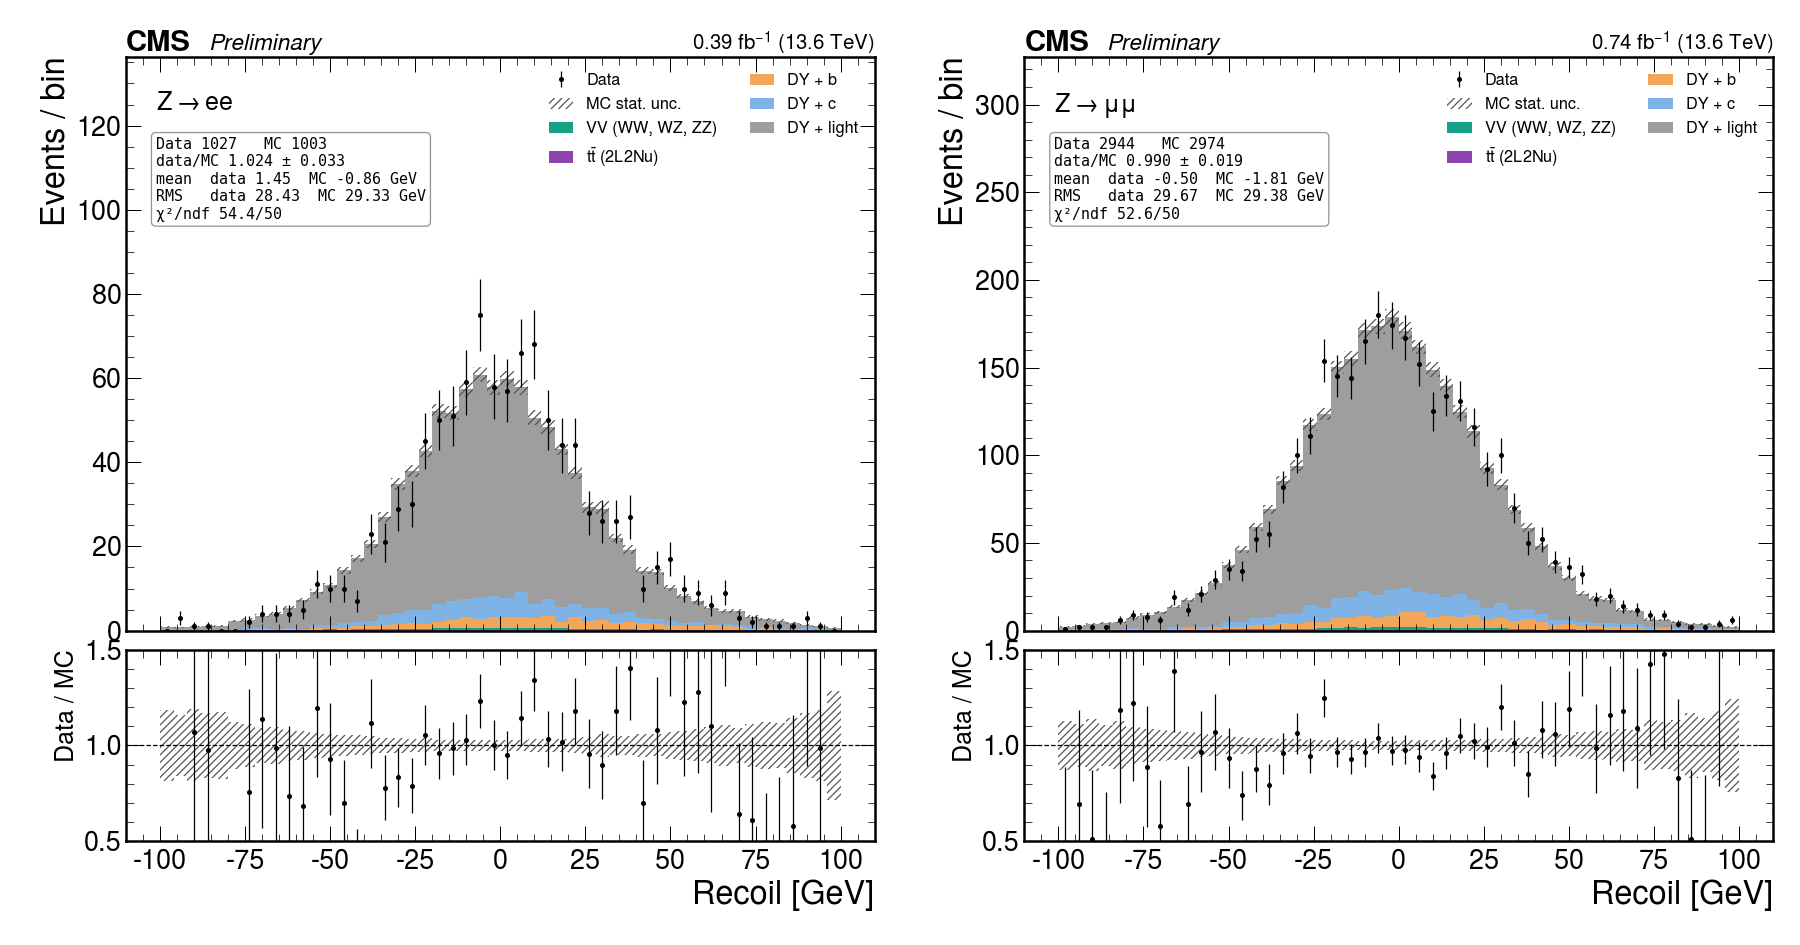 CMS Preliminary 0.39 fb⁻¹ (13.6 TeV)
Events / bin
Z→ee
Data
MC stat. unc.
VV (WW, WZ, ZZ)
tt̄ (2L2Nu)
DY + b
DY + c
DY + light
Data 1027 MC 1003
data/MC 1.024 ± 0.033
mean data 1.45 MC -0.86 GeV
RMS data 28.43 MC 29.33 GeV
χ²/ndf 54.4/50
120
100
80
60
40
20
0
Data / MC
1.5
1.0
0.5
-100 -75 -50 -25 0 25 50 75 100
Recoil [GeV]
CMS Preliminary 0.74 fb⁻¹ (13.6 TeV)
Events / bin
Z→μμ
Data
MC stat. unc.
VV (WW, WZ, ZZ)
tt̄ (2L2Nu)
DY + b
DY + c
DY + light
Data 2944 MC 2974
data/MC 0.990 ± 0.019
mean data -0.50 MC -1.81 GeV
RMS data 29.67 MC 29.38 GeV
χ²/ndf 52.6/50
300
250
200
150
100
50
0
Data / MC
1.5
1.0
0.5
-100 -75 -50 -25 0 25 50 75 100
Recoil [GeV]